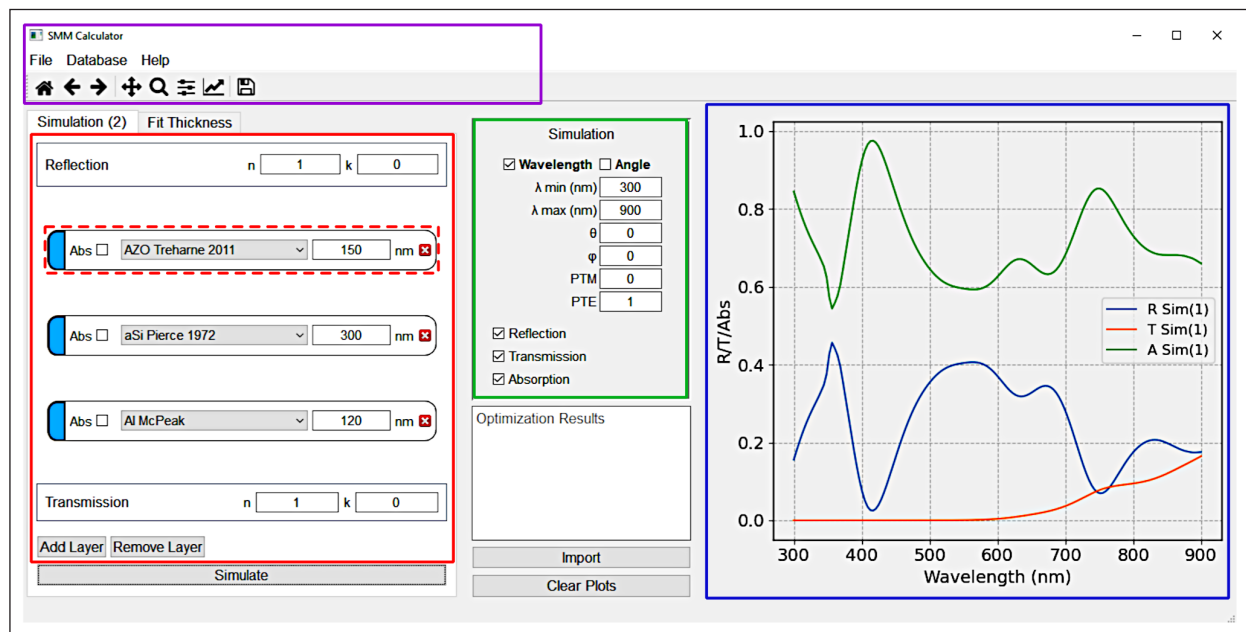 SMM Calculator
File Database Help
Simulation (2) Fit Thickness
Reflection n 1 k 0
Abs AZO Treharne 2011 150 nm
Abs aSi Pierce 1972 300 nm
Abs Al McPeak 120 nm
Transmission n 1 k 0
Add Layer Remove Layer
Simulate
Simulation
Wavelength Angle
λ min (nm) 300
λ max (nm) 900
θ 0
φ 0
PTM 0
PTE 1
Reflection
Transmission
Absorption
Optimization Results
Import
Clear Plots
R/T/Abs
1.0
0.8
0.6
0.4
0.2
0.0
R Sim(1)
T Sim(1)
A Sim(1)
300 400 500 600 700 800 900
Wavelength (nm)